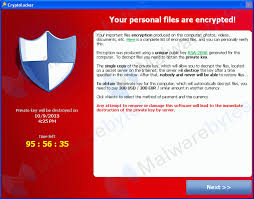 Cryptolocker
Your personal files are encrypted!
Your important files encryption produced on this computer: photos, videos,
documents, etc. Here is a complete list of encrypted files, and you can personally verify
this.
Encryption was produced using a unique public key RSA-2048 generated for this
computer. To decrypt files you need to obtain the private key.
The single copy of the private key, which will allow you to decrypt the files, located
on a secret server on the Internet; the server will destroy the key after a time
After that, nobody and never will be able to restore files
To obtain the private key for this computer, which will automatically decrypt files, you
need to pay 300 USD / 300 EUR / similar amount in another currency.
Click to select the method of payment and the currency
Any attempt to remove or damage this software will lead to the immediate
destruction of the private key by server.
Private key will be destroyed on
10/9/2013
4:25 PM
Time left
95 : 56 : 35
Next >>